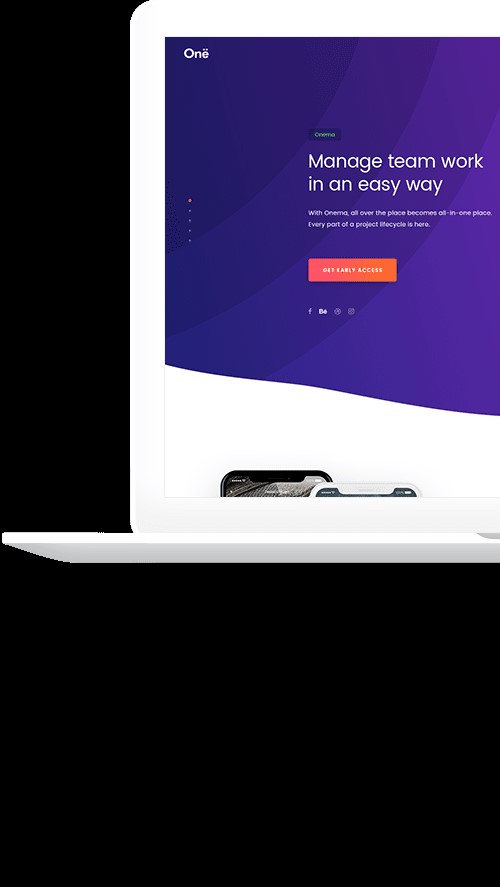 Onë
Onema
Manage team work
in an easy way
With Onema, all over the place becomes all-in-one place.
Every part of a project lifecycle is here.
GET EARLY ACCESS
Bē